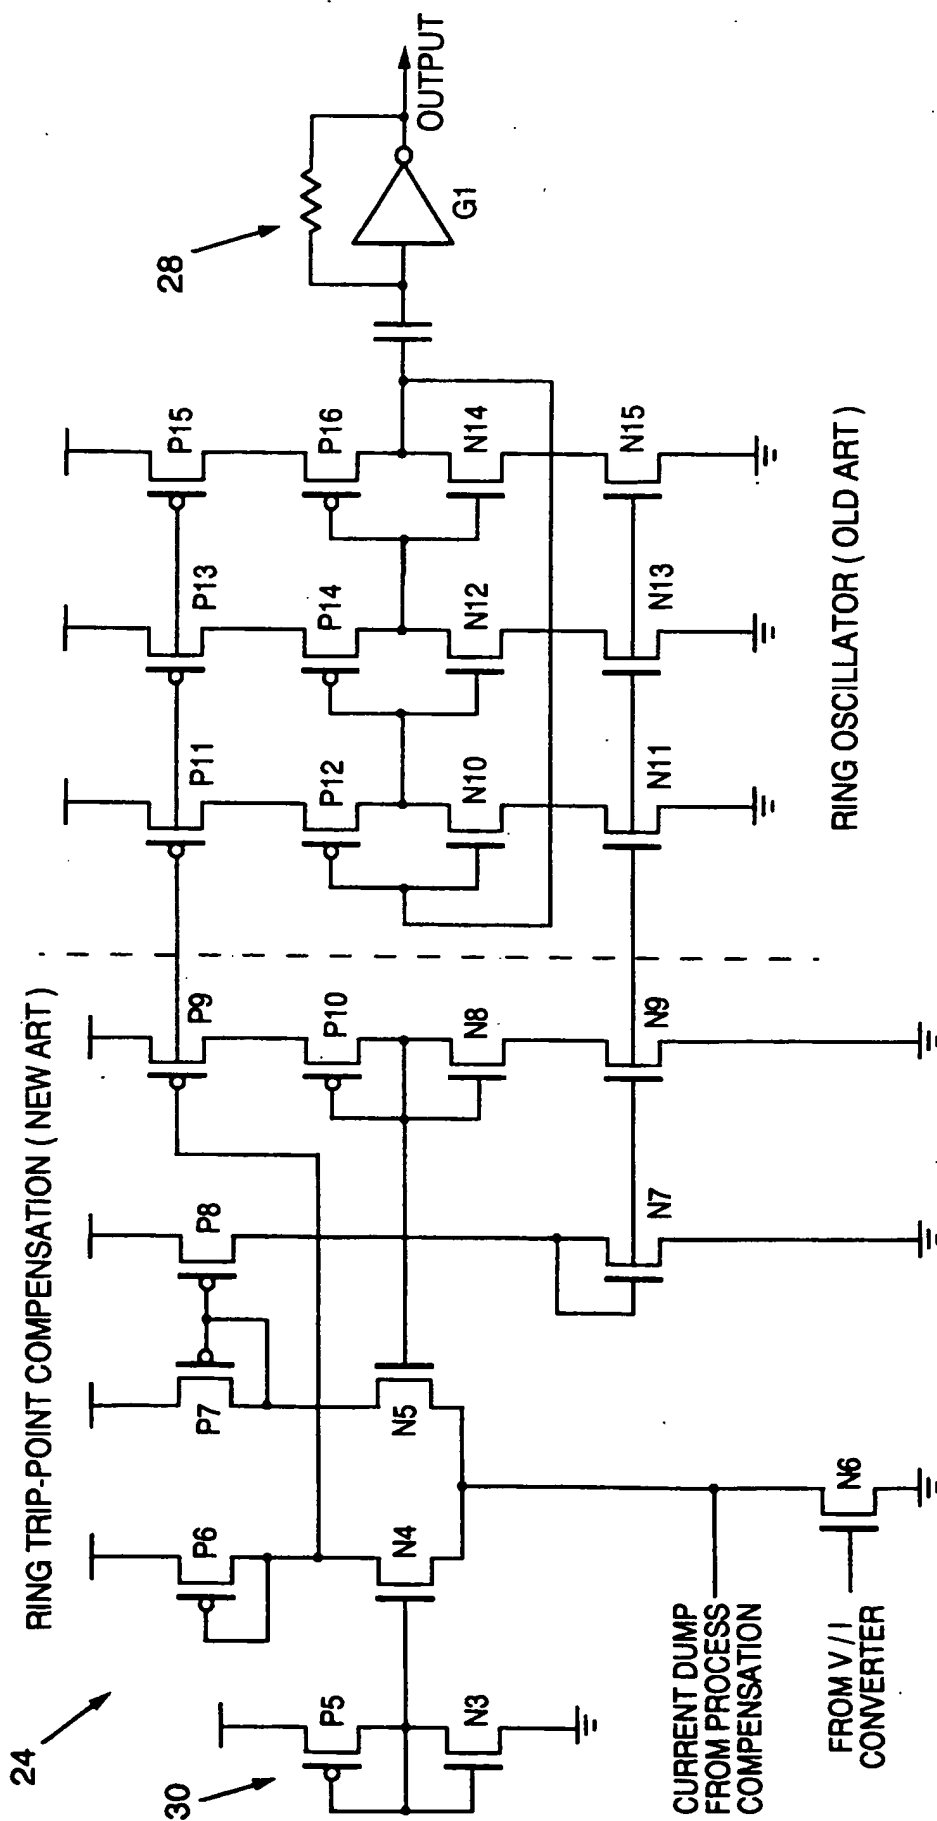 24
RING TRIP-POINT COMPENSATION ( NEW ART )
30
P5
N3
P6
N4
P7
N5
P8
N7
P9
P10
N8
N9
CURRENT DUMP
FROM PROCESS
COMPENSATION
FROM V / I
CONVERTER
N6
P11
P12
N10
N11
P13
P14
N12
N13
P15
P16
N14
N15
RING OSCILLATOR ( OLD ART )
28
G1
OUTPUT